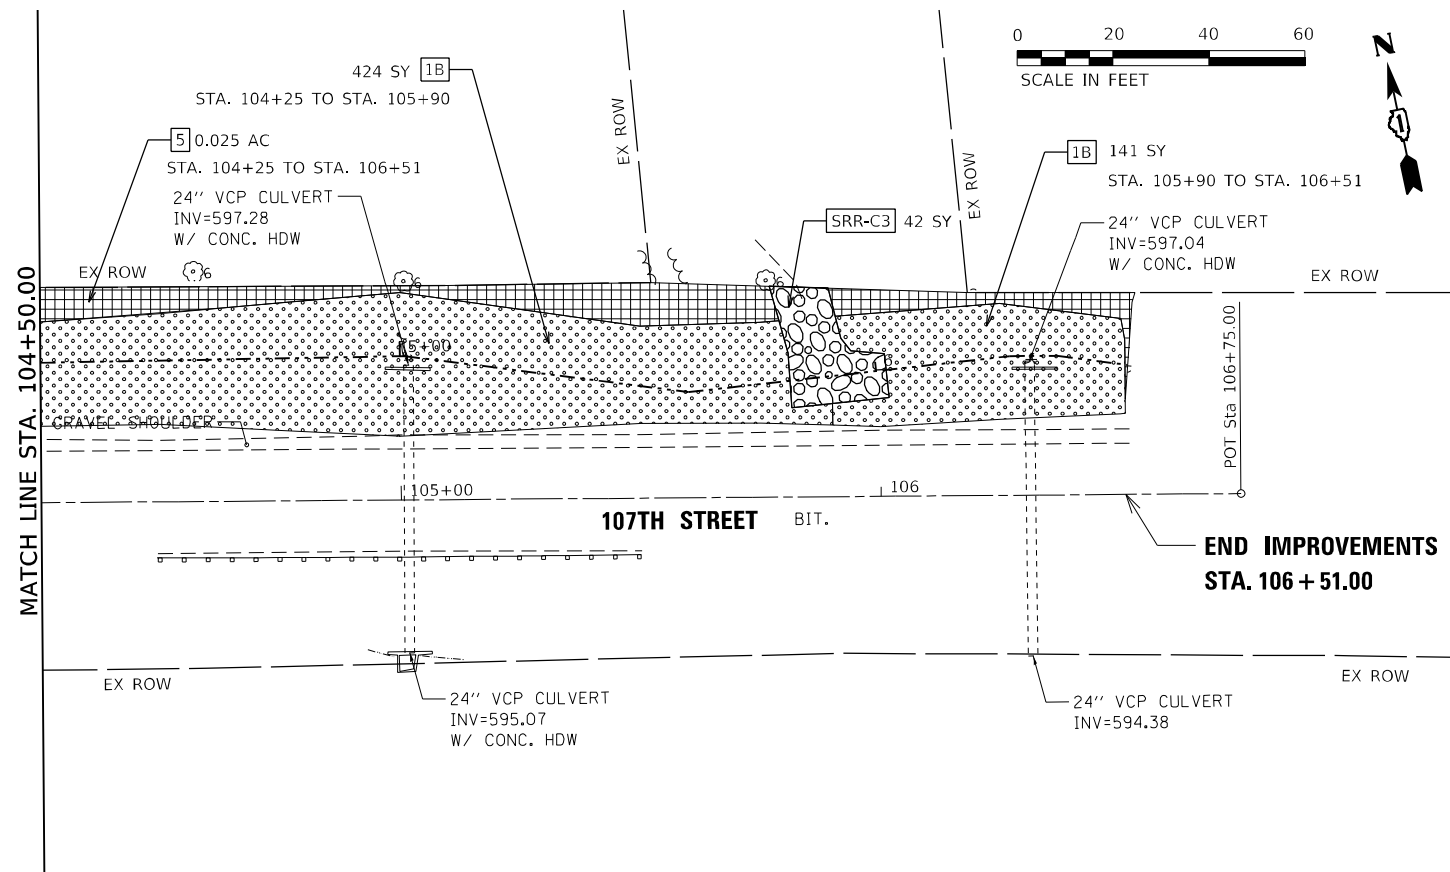 0 20 40 60
SCALE IN FEET
N
1
424 SY 1B
STA. 104+25 TO STA. 105+90
5 0.025 AC
STA. 104+25 TO STA. 106+51
24'' VCP CULVERT
INV=597.28
W/ CONC. HDW
EX ROW
EX ROW
1B 141 SY
STA. 105+90 TO STA. 106+51
SRR-C3 42 SY
24'' VCP CULVERT
INV=597.04
W/ CONC. HDW
EX ROW
6
6
6
EX ROW
MATCH LINE STA. 104+50.00
GRAVEL SHOULDER
POT Sta 106+75.00
105+00
106
107TH STREET
BIT.
END IMPROVEMENTS
STA. 106 + 51.00
EX ROW
EX ROW
24'' VCP CULVERT
INV=595.07
W/ CONC. HDW
24'' VCP CULVERT
INV=594.38